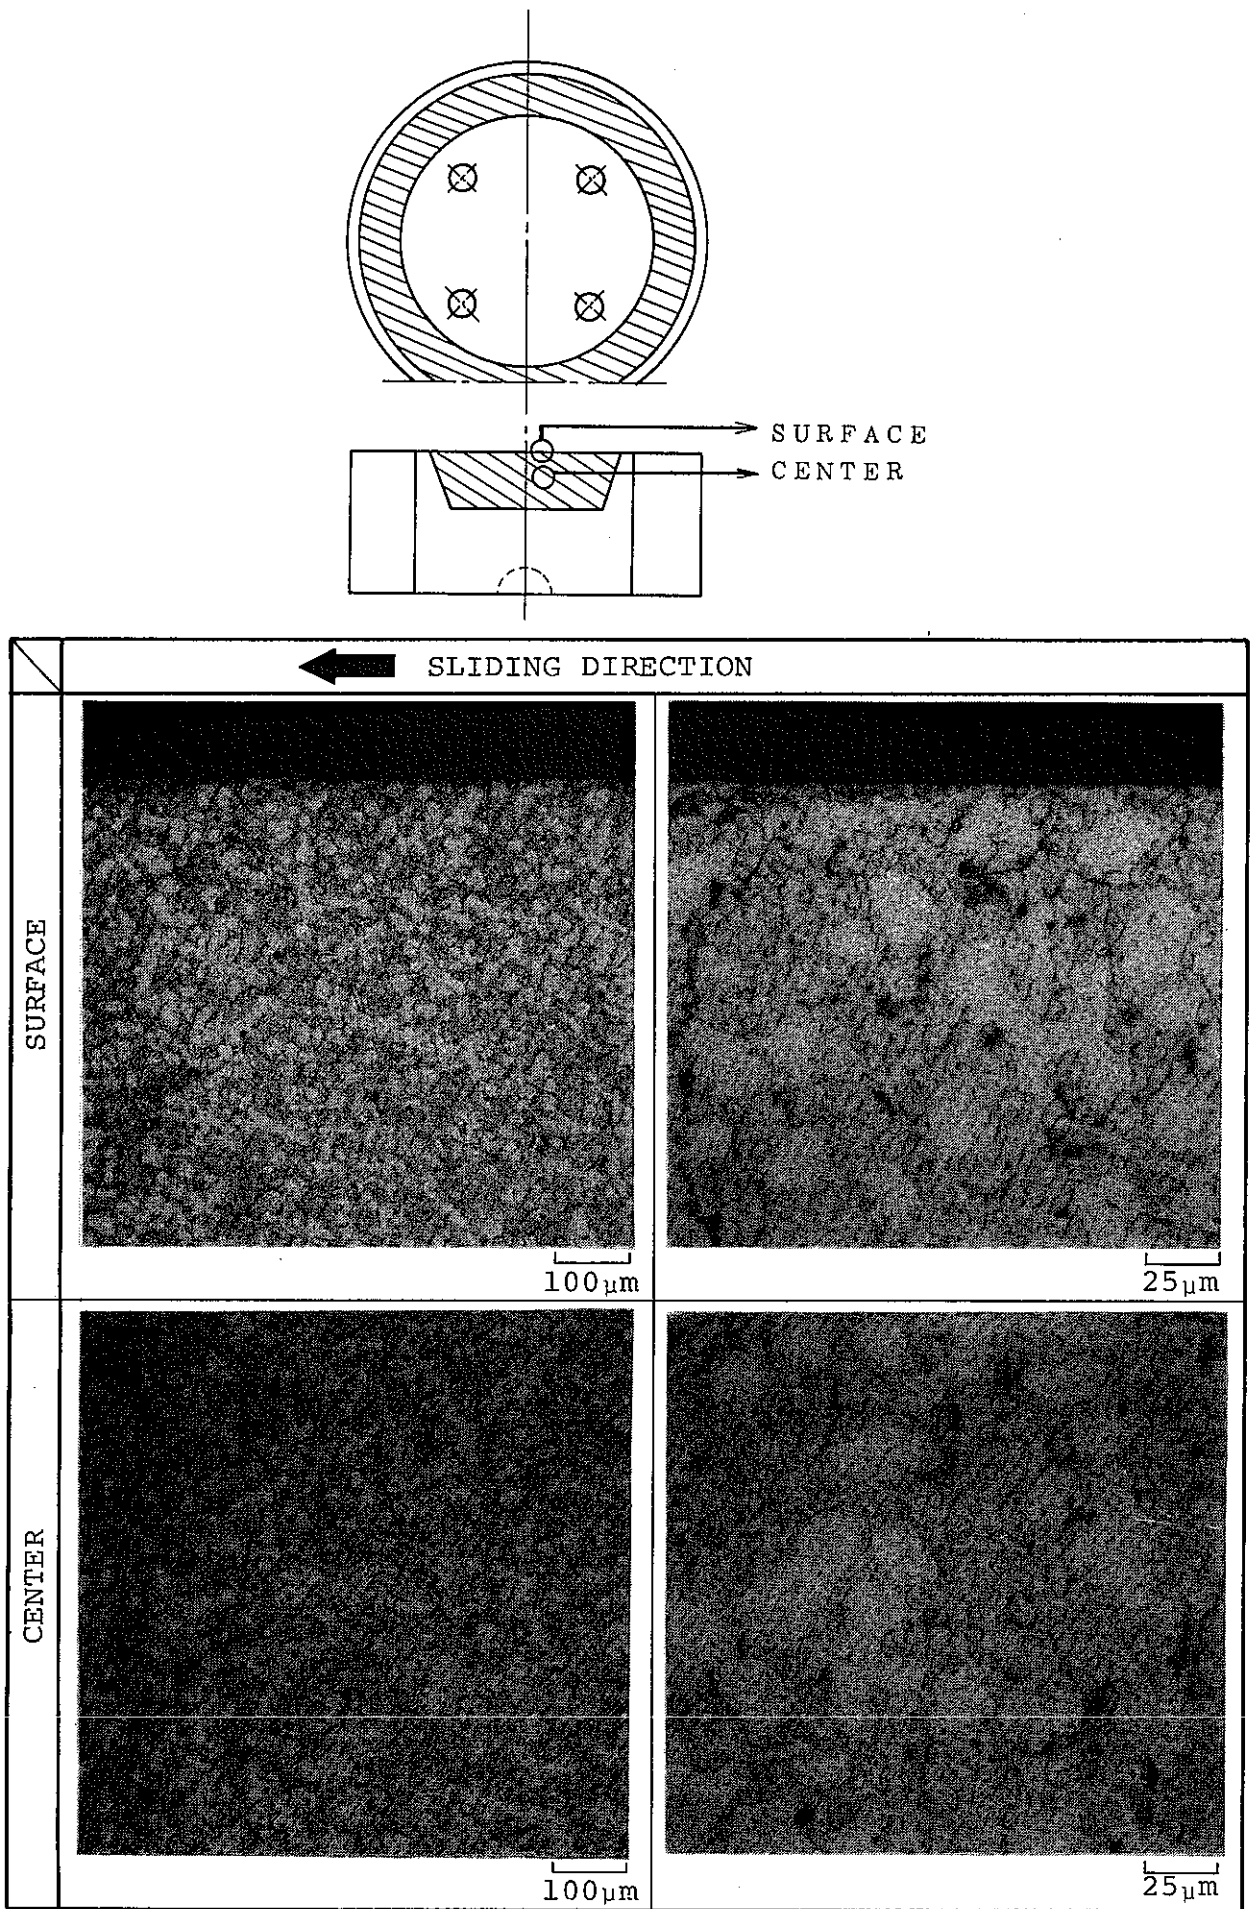 SURFACE
CENTER
SLIDING DIRECTION
SURFACE
100μm
25μm
CENTER
100μm
25μm